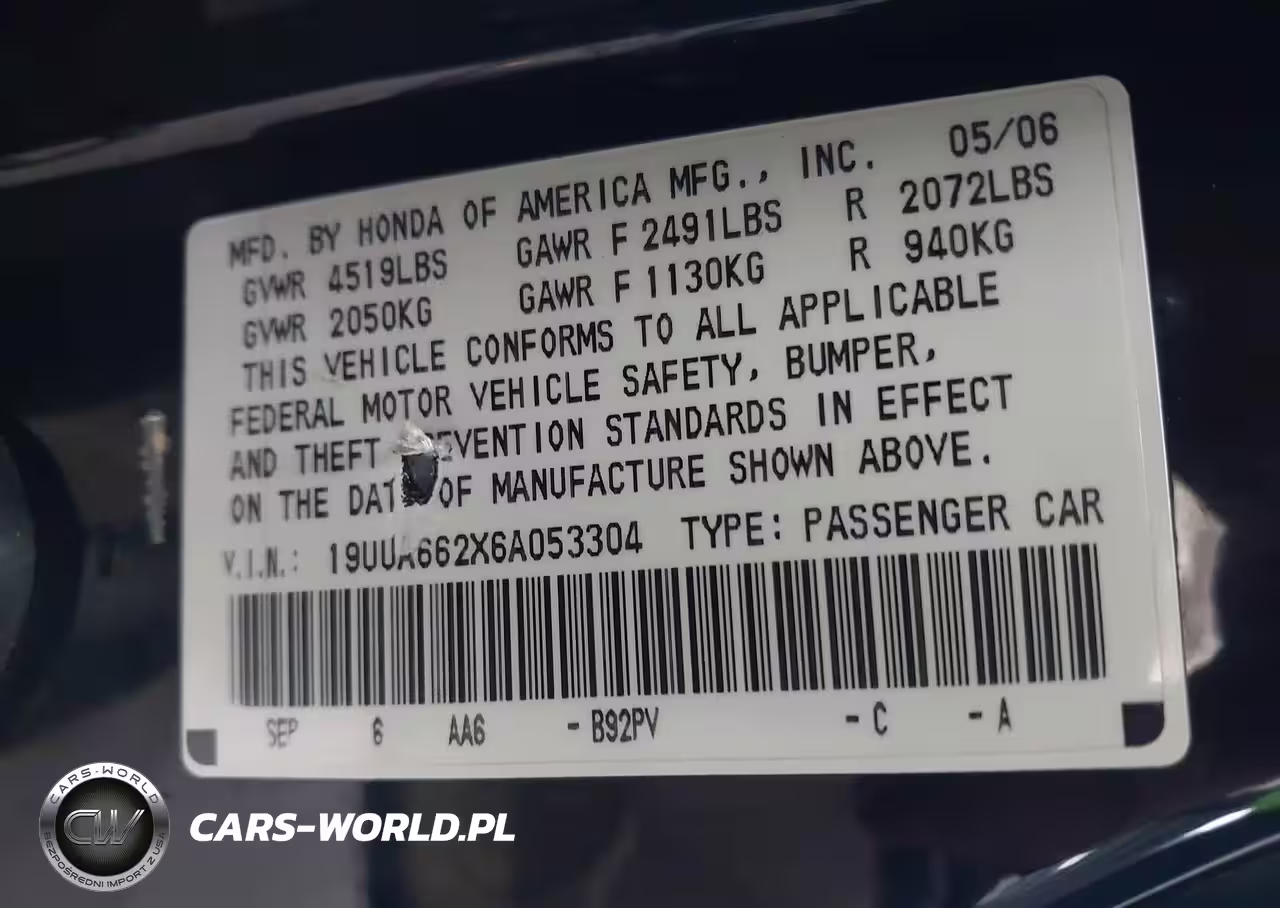 MFD. BY HONDA OF AMERICA MFG., INC. 05/06
GVWR 4519LBS GAWR F 2491LBS R 2072LBS
GVWR 2050KG GAWR F 1130KG R 940KG
THIS VEHICLE CONFORMS TO ALL APPLICABLE
FEDERAL MOTOR VEHICLE SAFETY, BUMPER,
AND THEFT EVENTION STANDARDS IN EFFECT
ON THE DAT OF MANUFACTURE SHOWN ABOVE.
V.I.N.: 19UUA662X6A053304 TYPE: PASSENGER CAR
SEP 6 AA6 - B92PV - C - A
CARS-WORLD
CW
BEZPOŚREDNI IMPORT Z USA
CARS-WORLD.PL